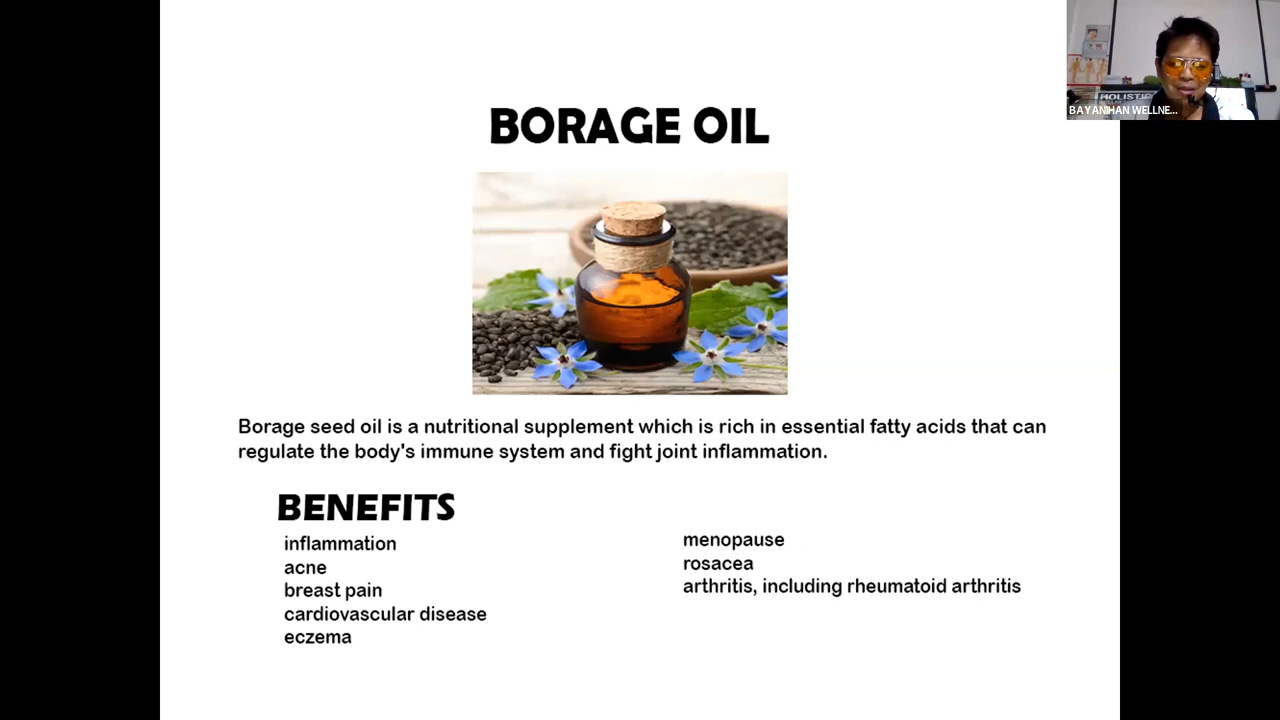 BORAGE OIL
HOLISTIC
BAYANIHAN WELLNE...
Borage seed oil is a nutritional supplement which is rich in essential fatty acids that can
regulate the body's immune system and fight joint inflammation.
BENEFITS
inflammation
acne
breast pain
cardiovascular disease
eczema
menopause
rosacea
arthritis, including rheumatoid arthritis